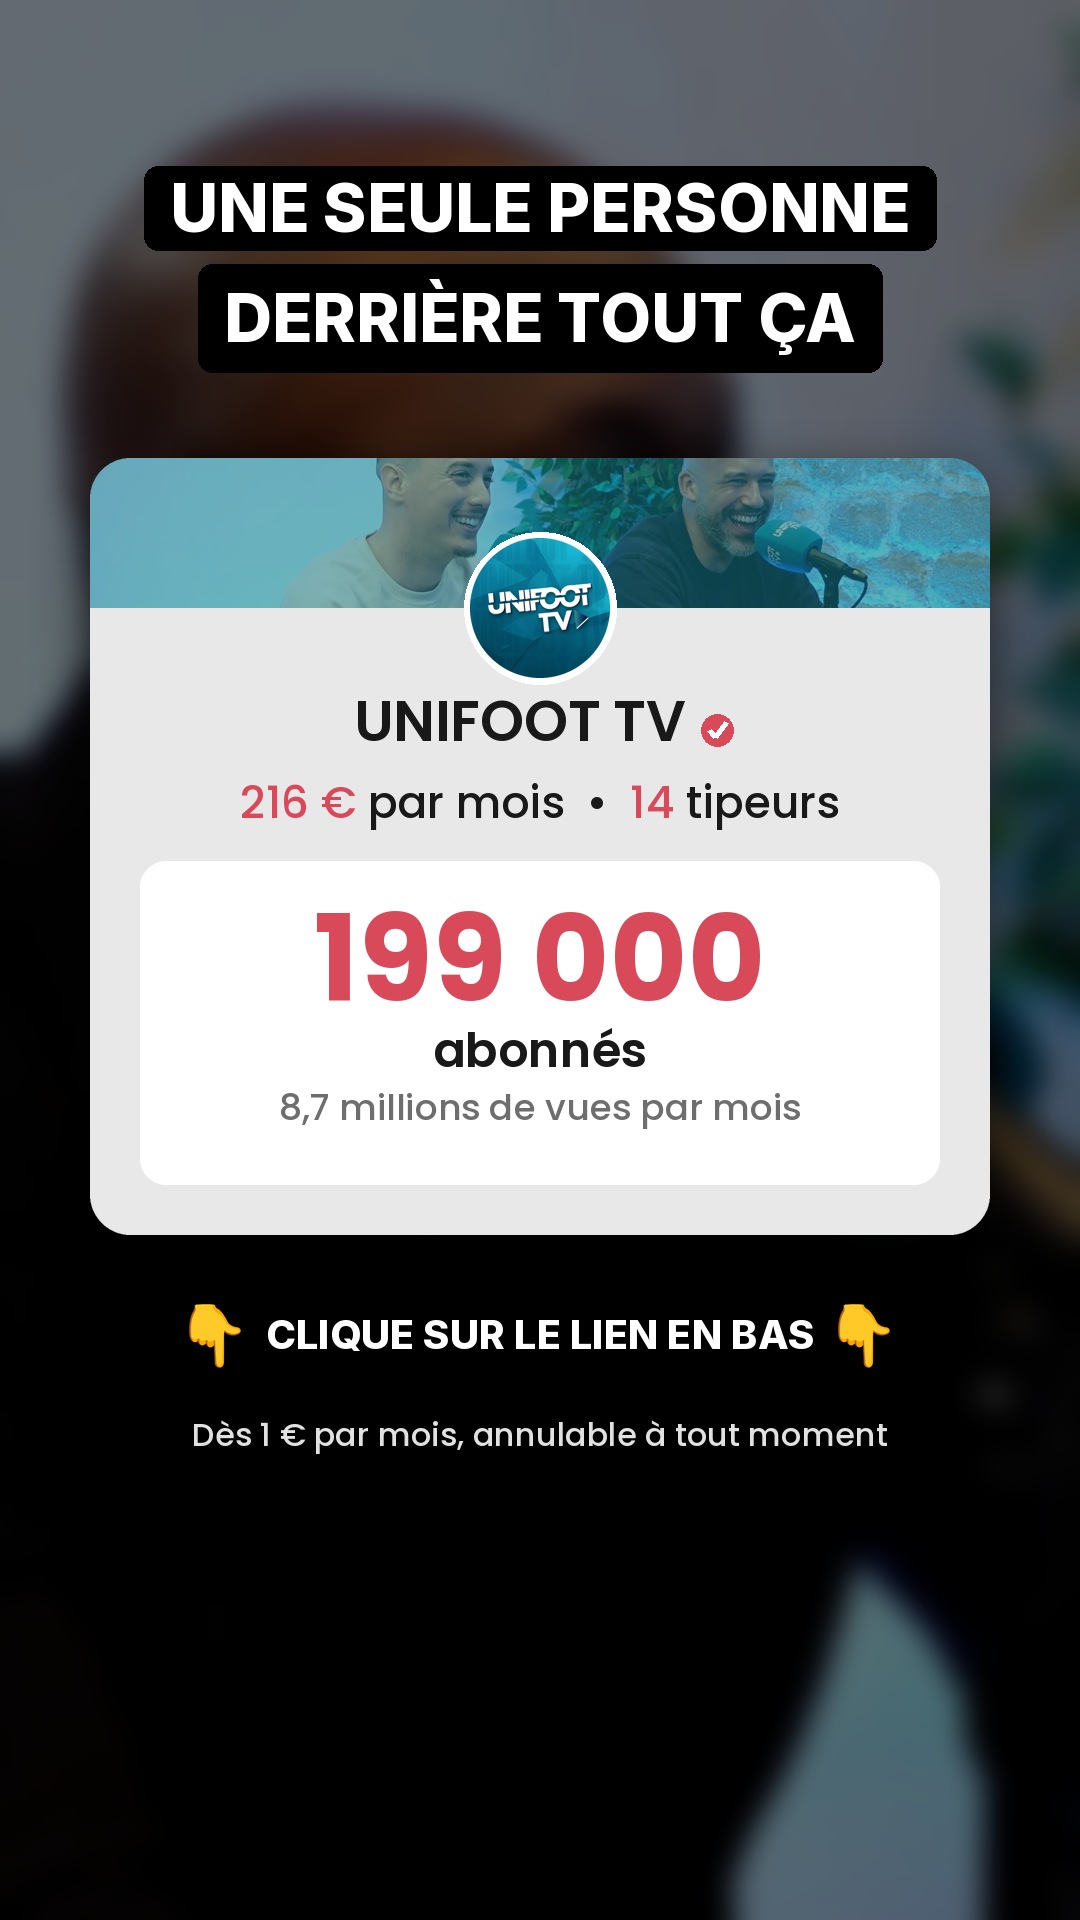 UNE SEULE PERSONNE
DERRIÈRE TOUT ÇA
UNIFOOT
TV
UNIFOOT TV
216 € par mois • 14 tipeurs
199 000
abonnés
8,7 millions de vues par mois
👇 CLIQUE SUR LE LIEN EN BAS 👇
Dès 1 € par mois, annulable à tout moment